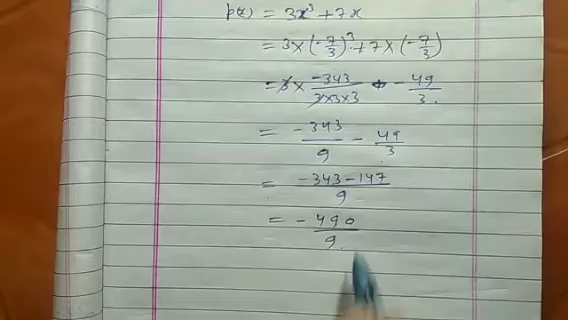 p(x) = 3x³ + 7x
= 3 × (-7/3)³ + 7 × (-7/3)
= 3 × -343/3×3×3 - 49/3.
= -343/9 - 49/3
= -343-147/9
= -490/9